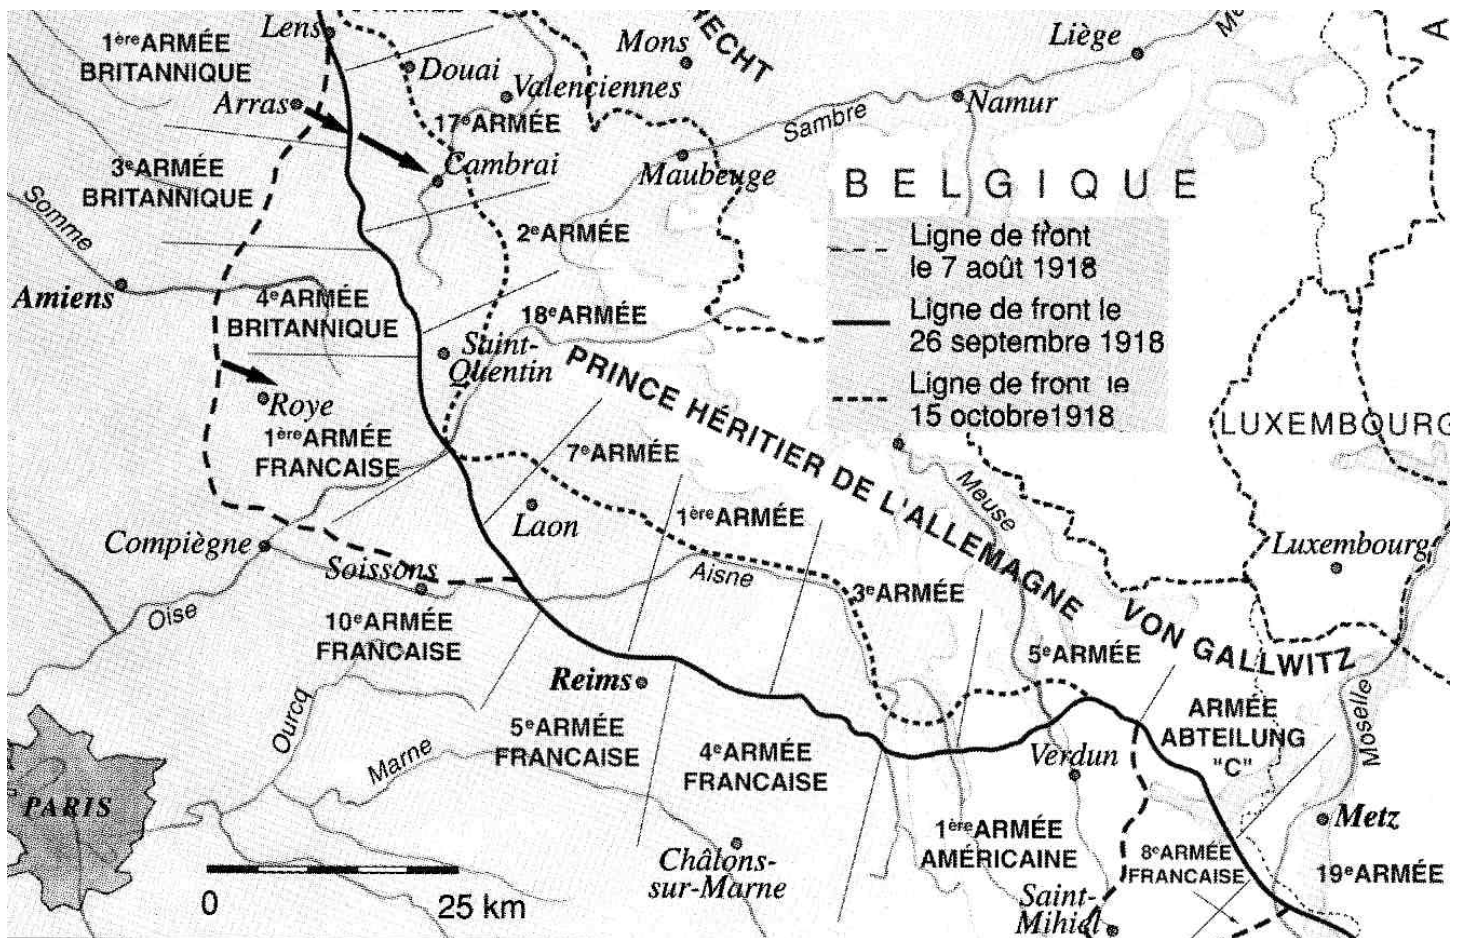 Lens
1ère ARMÉE
BRITANNIQUE
Arras
Douai
Valenciennes
17e ARMÉE
Mons
Liège
Namur
Sambre
Cambrai
Maubeuge
3e ARMÉE
BRITANNIQUE
Somme
Amiens
2e ARMÉE
18e ARMÉE
4e ARMÉE
BRITANNIQUE
Saint-
Quentin
Roye
1ère ARMÉE
FRANCAISE
BELGIQUE
Ligne de front
le 7 août 1918
Ligne de front le
26 septembre 1918
Ligne de front le
15 octobre1918
PRINCE HÉRITIER DE L'ALLEMAGNE
LUXEMBOURG
7e ARMÉE
Laon
1ère ARMÉE
Meuse
Luxembourg
Compiègne
Soissons
Aisne
Oise
3e ARMÉE
VON GALLWITZ
10e ARMÉE
FRANCAISE
5e ARMÉE
Reims
ARMÉE
ABTEILUNG
"C"
Moselle
Ourcq
5e ARMÉE
FRANCAISE
Marne
4e ARMÉE
FRANCAISE
Verdun
PARIS
Metz
1ère ARMÉE
AMÉRICAINE
8e ARMÉE
FRANCAISE
19e ARMÉE
Châlons-
sur-Marne
Saint-
Mihiel
0 25 km